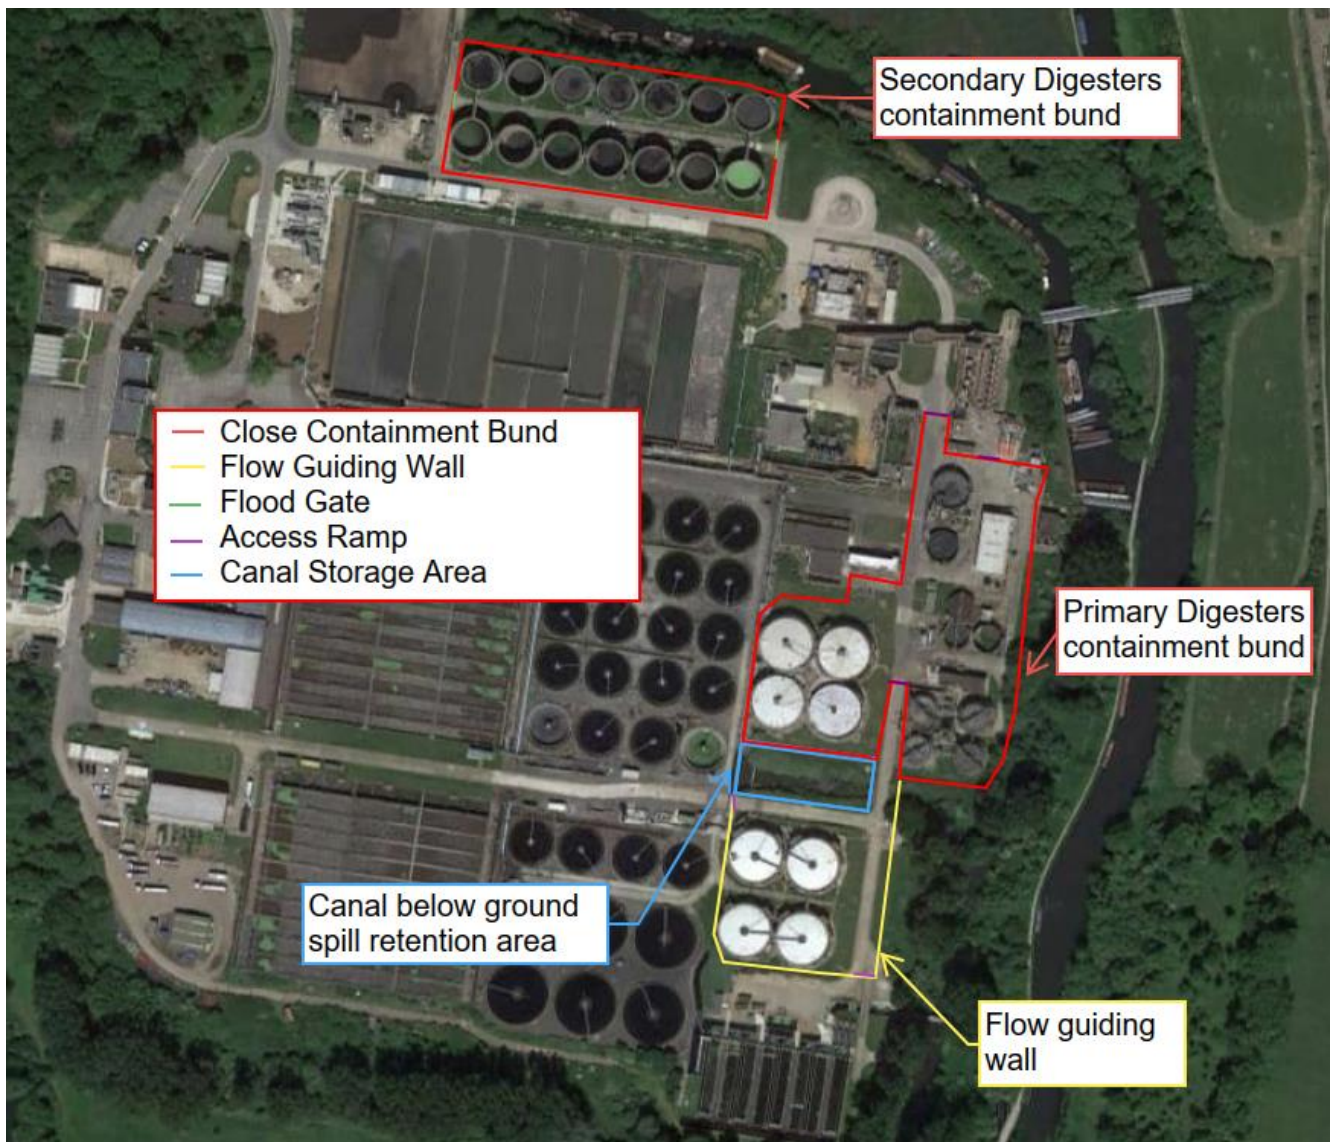 Secondary Digesters
containment bund
Close Containment Bund
Flow Guiding Wall
Flood Gate
Access Ramp
Canal Storage Area
Primary Digesters
containment bund
Canal below ground
spill retention area
Flow guiding
wall